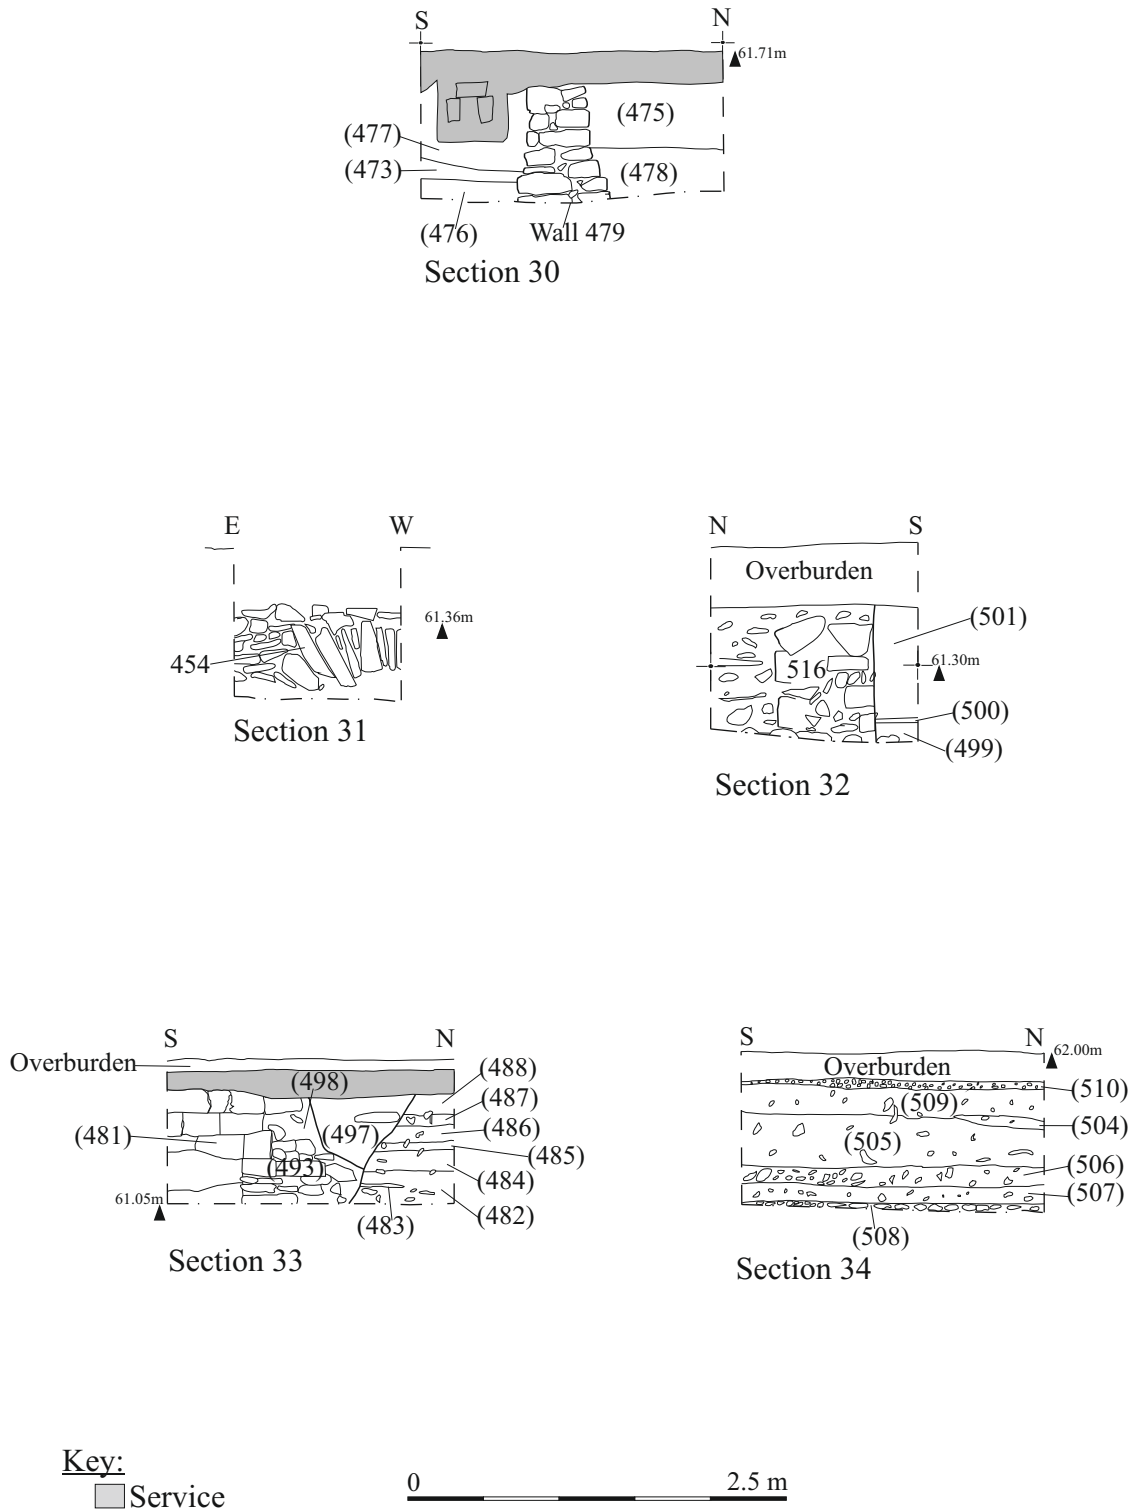 S N
61.71m
(475)
(477)
(473)
(478)
(476) Wall 479
Section 30
E W
61.36m
454
Section 31
N S
Overburden
(501)
516
61.30m
(500)
(499)
Section 32
S N
Overburden
(498)
(488)
(487)
(497)
(486)
(481)
(485)
(493)
(484)
61.05m
(483)
(482)
Section 33
S N
62.00m
Overburden
(510)
(509)
(504)
(505)
(506)
(507)
(508)
Section 34
Key:
Service
0 2.5 m